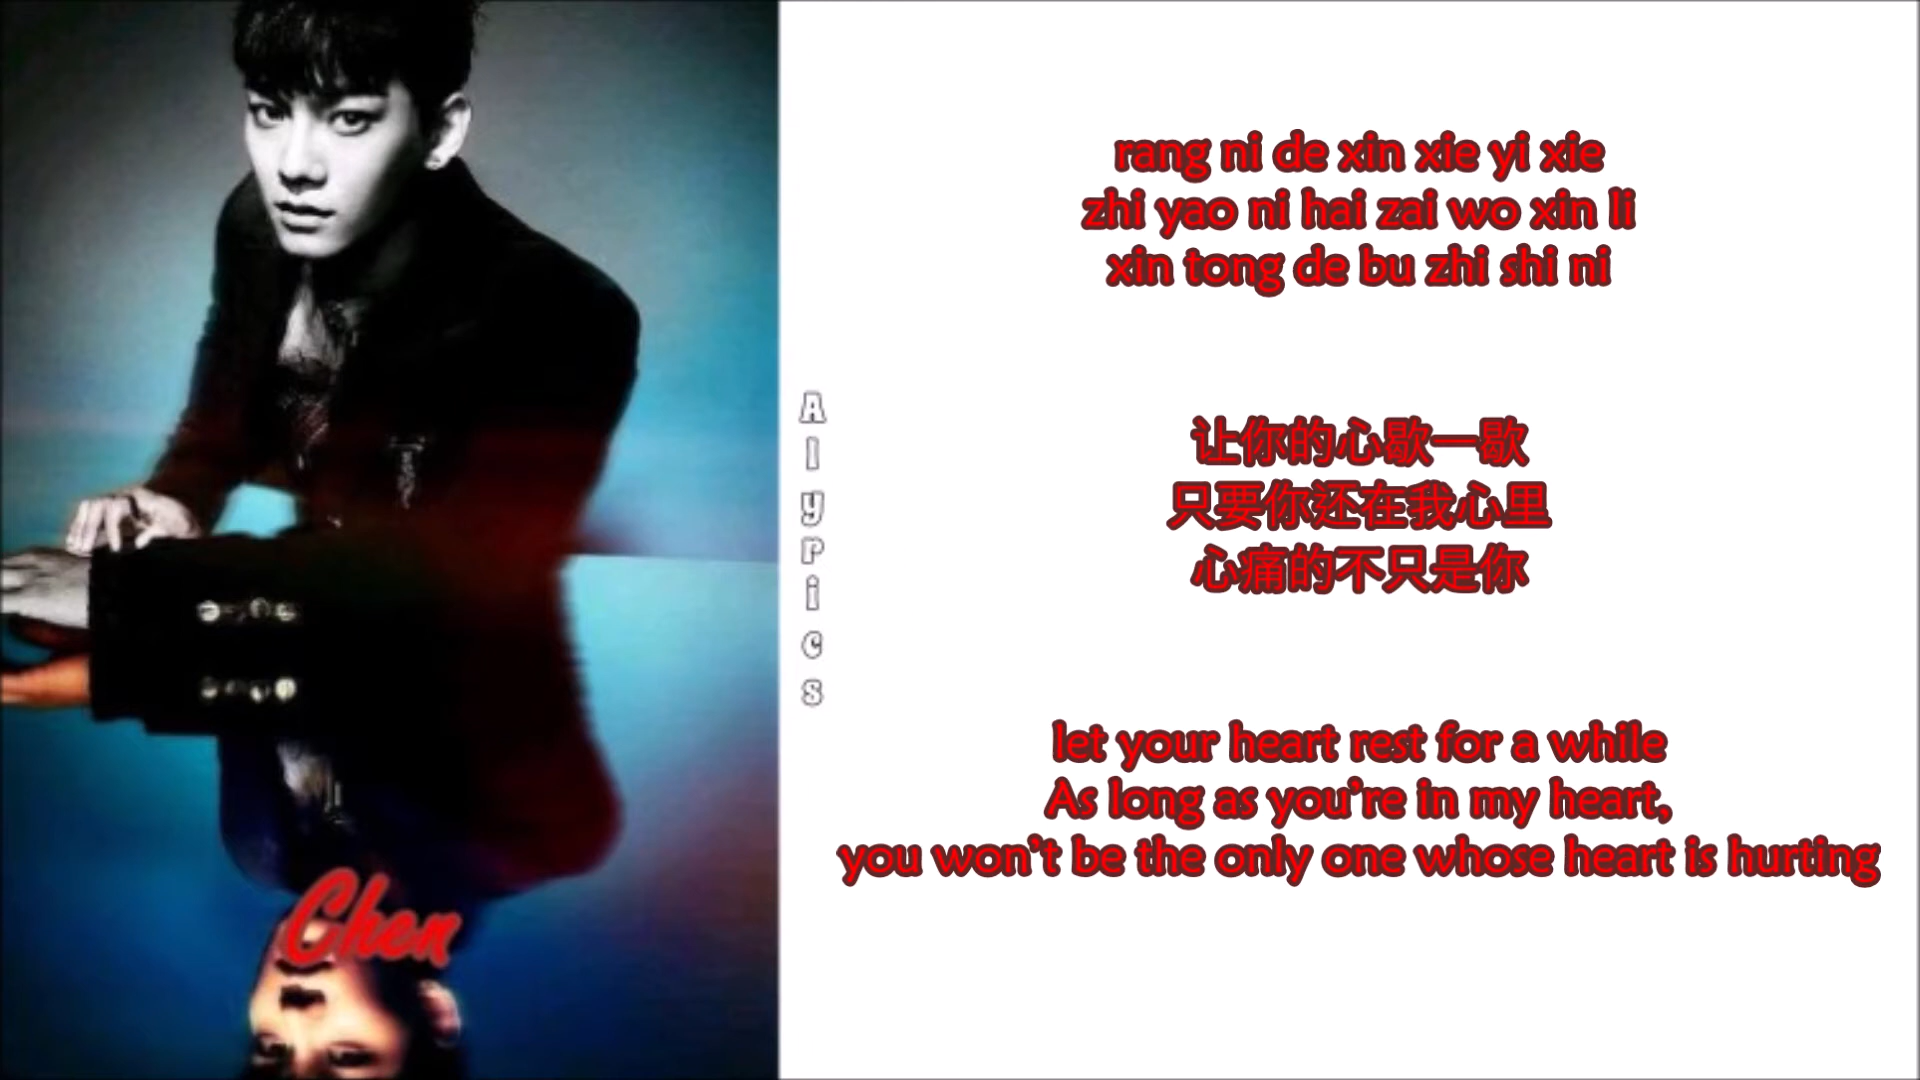 Chen
Alypics
rang ni de xin xie yi xie
zhi yao ni hai zai wo xin li
xin tong de bu zhi shi ni
让你的心歇一歇
只要你还在我心里
心痛的不只是你
let your heart rest for a while
As long as you're in my heart,
you won't be the only one whose heart is hurting